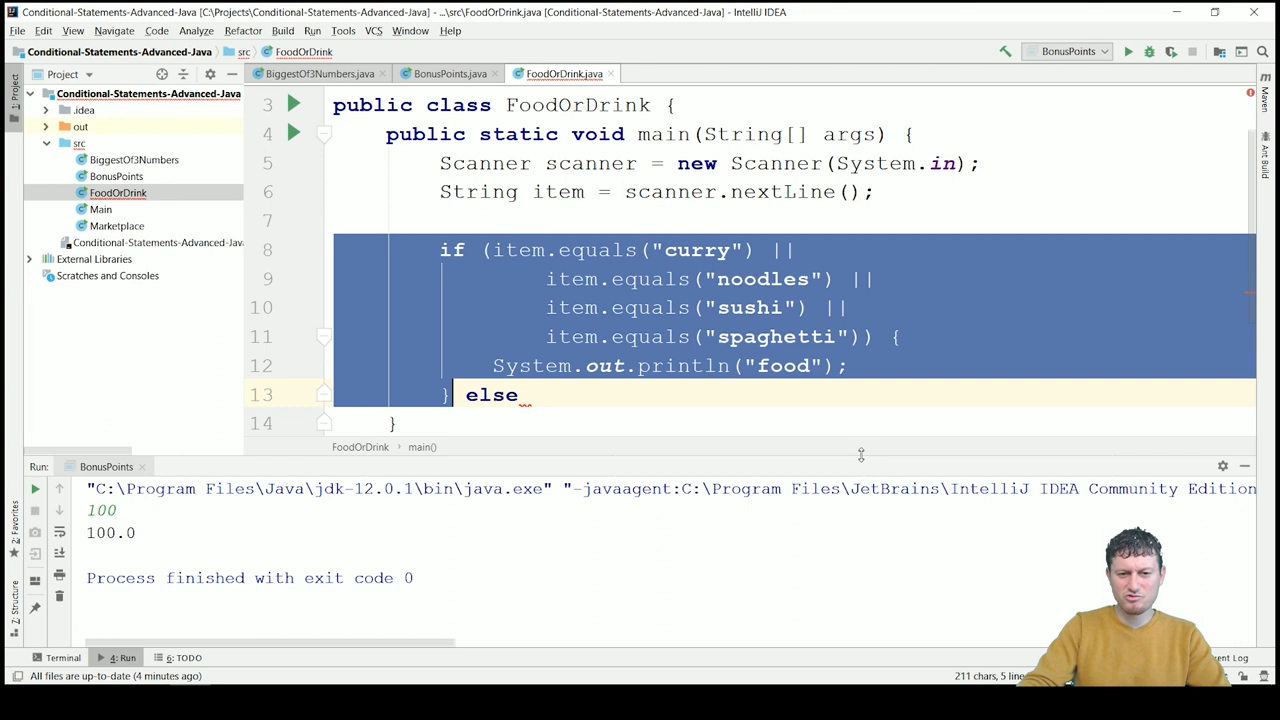 Conditional-Statements-Advanced-Java [C:\Projects\Conditional-Statements-Advanced-Java] - ...\src\FoodOrDrink.java [Conditional-Statements-Advanced-Java] - IntelliJ IDEA
File Edit View Navigate Code Analyze Refactor Build Run Tools VCS Window Help
Conditional-Statements-Advanced-Java src FoodOrDrink BonusPoints
Project BiggestOf3Numbers.java BonusPoints.java FoodOrDrink.java
1: Project
Conditional-Statements-Advanced-Java
.idea
out
src
BiggestOf3Numbers
BonusPoints
FoodOrDrink
Main
Marketplace
Conditional-Statements-Advanced-Java
External Libraries
Scratches and Consoles
3 public class FoodOrDrink {
4 public static void main(String[] args) {
5 Scanner scanner = new Scanner(System.in);
6 String item = scanner.nextLine();
7
8 if (item.equals("curry") ||
9 item.equals("noodles") ||
10 item.equals("sushi") ||
11 item.equals("spaghetti")) {
12 System.out.println("food");
13 } else
14 }
FoodOrDrink main()
Maven
Ant Build
Run: BonusPoints
"C:\Program Files\Java\jdk-12.0.1\bin\java.exe" "-javaagent:C:\Program Files\JetBrains\IntelliJ IDEA Community Edition
100
100.0
Process finished with exit code 0
2: Favorites
7: Structure
Terminal 4: Run 6: TODO
All files are up-to-date (4 minutes ago) 211 chars, 5 line